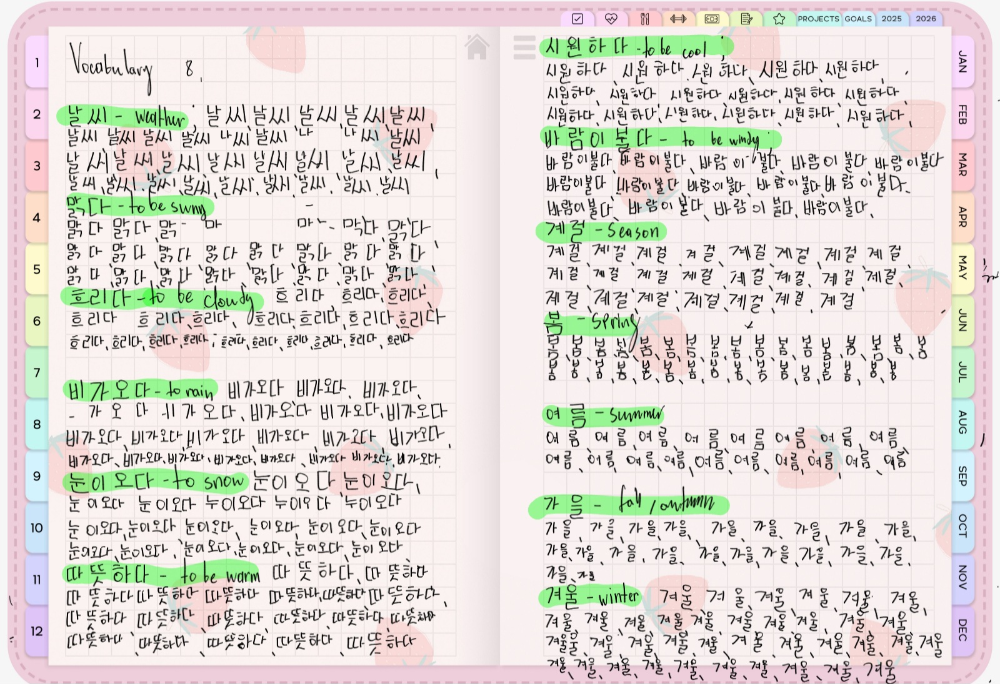 PROJECTS GOALS 2025 2026
1
2
3
4
5
6
7
8
9
10
11
12
Vocabulary 8.
날씨 - weather; 날씨, 날씨, 날씨, 날씨, 날씨,
날씨 날씨 날씨 날씨 나씨 날씨 나 나 씨 날씨
날씨, 날씨, 날씨, 날씨, 날씨, 날씨, 날씨, 날씨,
날씨, 날씨, 날씨, 날씨, 날씨, 날씨, 날씨, 날씨, 날씨
맑다 - to be sunny
맑다 맑다, 맑 마 마 막다, 맑다
맑다 맑다, 맑다 맑다 맑다 맑다 맑다 맑다
맑다, 맑다, 맑다, 맑다, 맑다, 맑다, 맑다, 맑다
흐리다 - to be cloudy 흐리다, 흐리다, 흐리다,
흐리다 흐리다, 흐리다, 흐리다, 흐리다, 흐리다, 흐리다
흐리다, 흐리다, 흐리다, 흐리다, 흐리다, 흐리다, 흐리다, 흐리다, 흐리다, 흐리다
비가오다 - to rain 비가오다 비가오다, 비가오다,
- 가오다 ㅔ가오다, 비가오다 비가오다, 비가오다
비가오다, 비가오다, 비가오다, 비가오다, 비가오다, 비가오다,
비가오다, 비가오다, 비가오다, 비가오다, 비가오다, 비가오다 비가오다, 비가오다.
눈이오다 - to snow 눈이오다, 눈이오다,
눈이오다 눈이오다 누이오다 누이오다 누이오다
눈이오다, 눈이오다 눈이오다, 눈이오다, 눈이오다, 눈이오다
눈이오다, 눈이오다, 눈이오다, 눈이오다, 눈이오다, 눈이오다
따뜻하다 - to be warm 따뜻하다, 따뜻하다
따뜻하다 따뜻하다 따뜻하다 따뜻하다, 따뜻하다, 따뜻하다,
따뜻하다 따뜻하다, 따뜻하다, 따뜻하다, 따뜻하다, 따뜻하다
따뜻하다, 따뜻하다, 따뜻하다, 따뜻하다, 따뜻하다
시원하다 - to be cool ;
시원하다, 시원하다, 시원하다, 시원하다, 시원하다,
시원하다, 시원하다, 시원하다, 시원하다, 시원하다, 시원하다,
시원하다, 시원하다, 시원하다, 시원하다, 시원하다, 시원하다,
바람이불다 - to be windy
바람이불다, 바람이불다, 바람이불다, 바람이불다, 바람이불다
바람이불다, 바람이불다 바람이불다, 바람이불다, 바람이불다.
바람이불다, 바람이불다, 바람이불다, 바람이불다,
계절 - Season
계절, 계절, 계절, 계절, 계절, 계절, 계절, 계절,
계절, 계절 계절, 계절, 계절, 계절, 계절, 계절,
계절, 계절, 계절, 계절, 계절, 계절, 계절
봄 - Spring
봄, 봄, 봄, 봄, 봄, 봄, 봄, 봄, 봄, 봄, 봄, 봄, 봄, 봄, 봄, 봄, 봄
봄, 봄, 봄, 봄, 봄, 봄, 봄, 봄, 봄, 봄, 봄, 봄, 봄, 봄, 봄, 봄
여름 - Summer
여름, 여름, 여름, 여름, 여름, 여름, 여름, 여름,
여름, 여름, 여름, 여름, 여름, 여름, 여름, 여름, 여름, 여름
가을 - fall / autumn
가을, 가을, 가을, 가을, 가을, 가을, 가을, 가을, 가을,
가을, 가을, 가을, 가을, 가을, 가을, 가을, 가을, 가을, 가을,
가을, 가을
겨울 - winter 겨울, 겨울, 겨울, 겨울, 겨울, 겨울,
겨울, 겨울, 겨울, 겨울, 겨울, 겨울, 겨울, 겨울, 겨울, 겨울
겨울, 겨울, 겨울, 겨울, 겨울, 겨울, 겨울, 겨울, 겨울, 겨울, 겨울
겨울, 겨울, 겨울, 겨울, 겨울, 겨울, 겨울, 겨울, 겨울, 겨울
JAN
FEB
MAR
APR
MAY
JUN
JUL
AUG
SEP
OCT
NOV
DEC